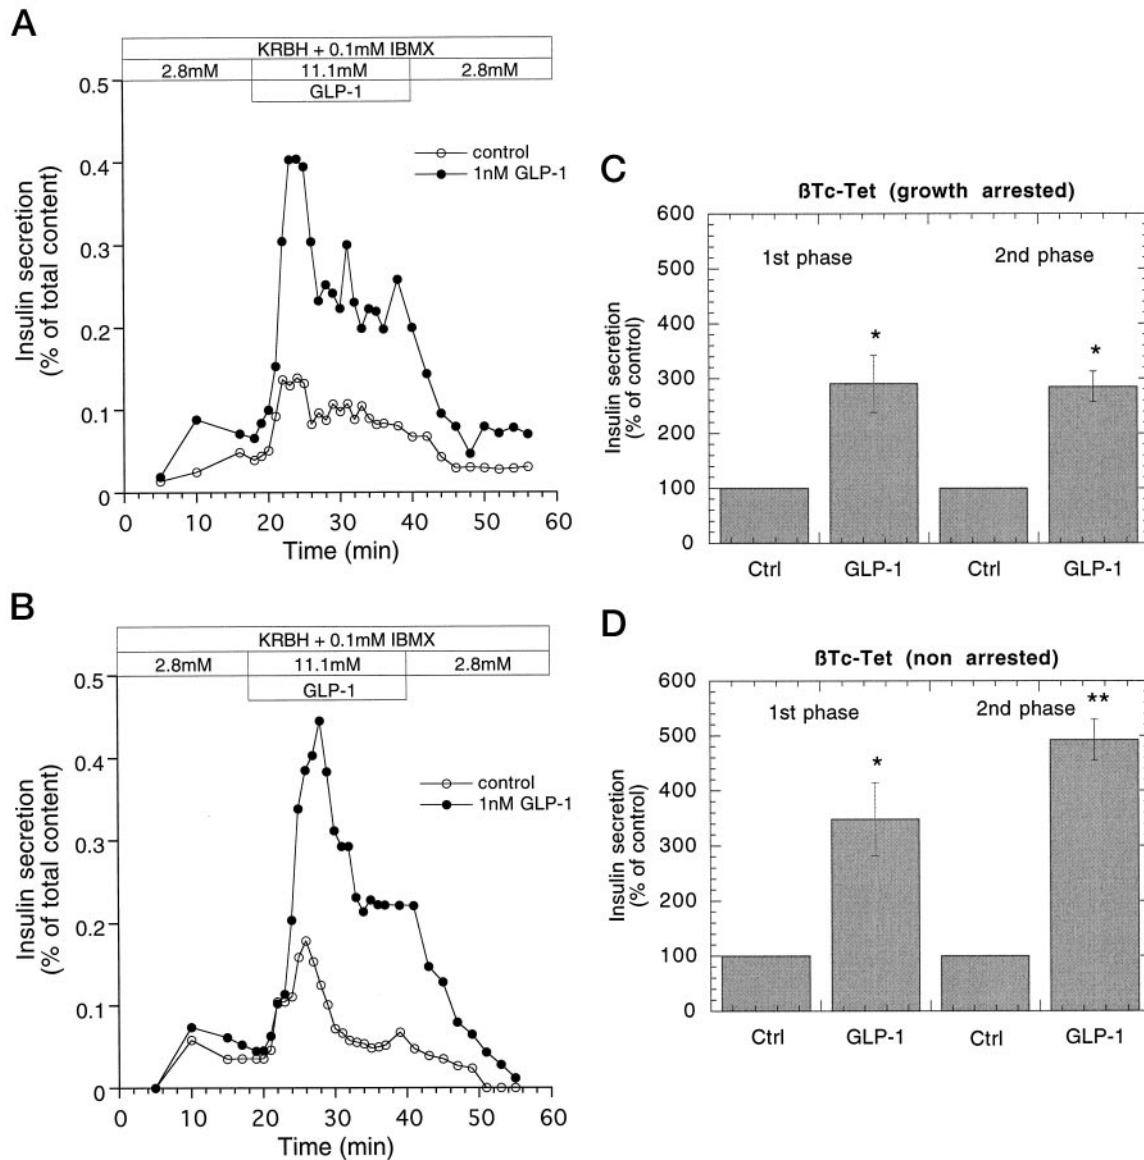 A
KRBH + 0.1mM IBMX
2.8mM 11.1mM 2.8mM
GLP-1
control
1nM GLP-1
Insulin secretion
(% of total content)
0.5
0.4
0.3
0.2
0.1
0
0 10 20 30 40 50 60
Time (min)
B
KRBH + 0.1mM IBMX
2.8mM 11.1mM 2.8mM
GLP-1
control
1nM GLP-1
Insulin secretion
(% of total content)
0.5
0.4
0.3
0.2
0.1
0
0 10 20 30 40 50 60
Time (min)
C
ßTc-Tet (growth arrested)
1st phase 2nd phase
* *
Insulin secretion
(% of control)
600
500
400
300
200
100
0
Ctrl GLP-1 Ctrl GLP-1
D
ßTc-Tet (non arrested)
1st phase 2nd phase
* **
Insulin secretion
(% of control)
600
500
400
300
200
100
0
Ctrl GLP-1 Ctrl GLP-1